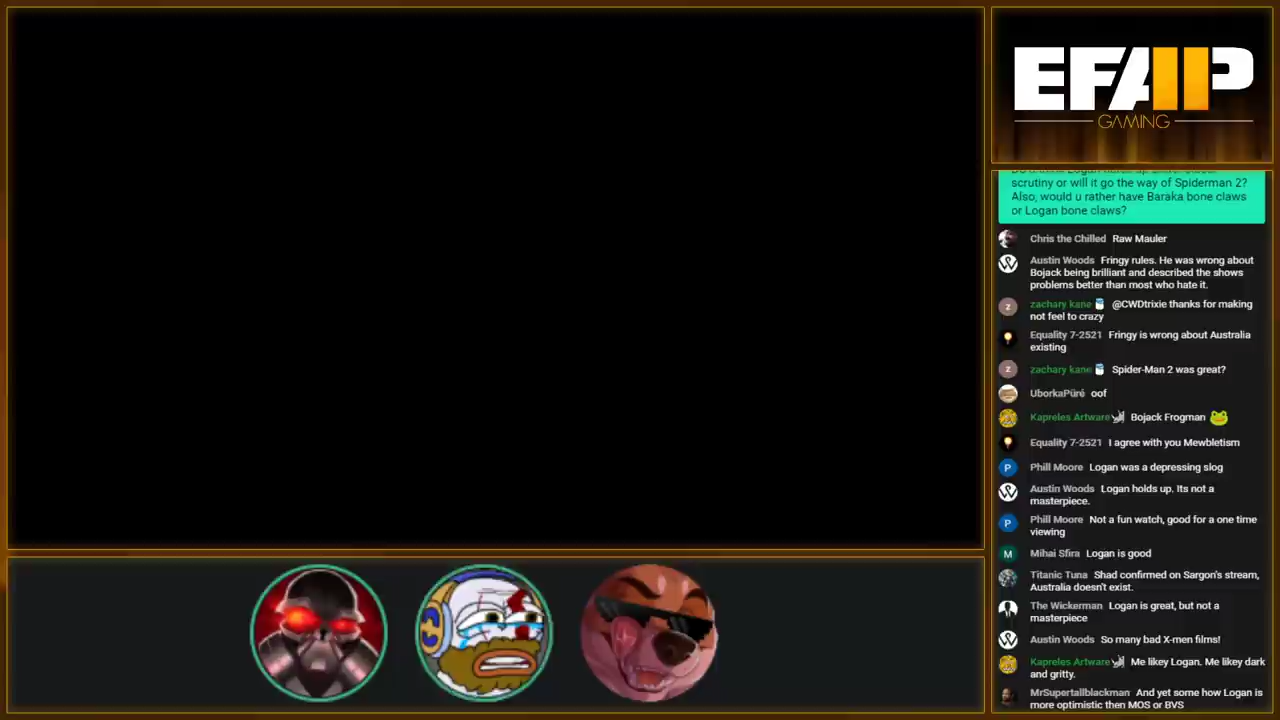 EFAP
GAMING
scrutiny or will it go the way of Spiderman 2?
Also, would u rather have Baraka bone claws
or Logan bone claws?
Chris the Chilled Raw Mauler
Austin Woods Fringy rules. He was wrong about
Bojack being brilliant and described the shows
problems better than most who hate it.
zachary kane @CWDtrixie thanks for making
not feel to crazy
Equality 7-2521 Fringy is wrong about Australia
existing
zachary kane Spider-Man 2 was great?
UborkaPüré oof
Kapreles Artware Bojack Frogman
Equality 7-2521 I agree with you Mewbletism
Phill Moore Logan was a depressing slog
Austin Woods Logan holds up. Its not a
masterpiece.
Phill Moore Not a fun watch, good for a one time
viewing
Mihai Sfira Logan is good
Titanic Tuna Shad confirmed on Sargon's stream,
Australia doesn't exist.
The Wickerman Logan is great, but not a
masterpiece
Austin Woods So many bad X-men films!
Kapreles Artware Me likey Logan. Me likey dark
and gritty.
MrSupertallblackman And yet some how Logan is
more optimistic then MOS or BVS